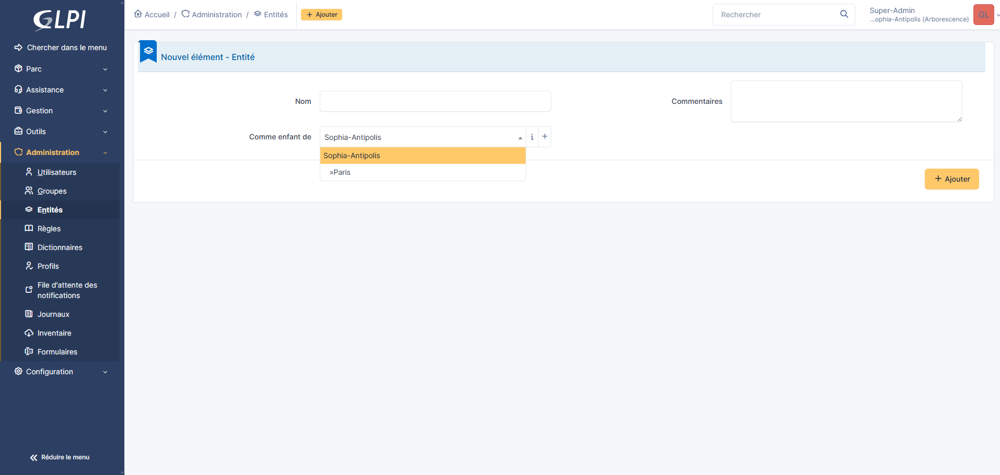 GLPI
Chercher dans le menu
Parc
Assistance
Gestion
Outils
Administration
Utilisateurs
Groupes
Entités
Règles
Dictionnaires
Profils
File d'attente des
notifications
Journaux
Inventaire
Formulaires
Configuration
Réduire le menu
Accueil / Administration / Entités
+ Ajouter
Rechercher
Super-Admin
...ophia-Antipolis (Arborescence)
GL
Nouvel élément - Entité
Nom
Commentaires
Comme enfant de
Sophia-Antipolis
i +
Sophia-Antipolis
»Paris
+ Ajouter